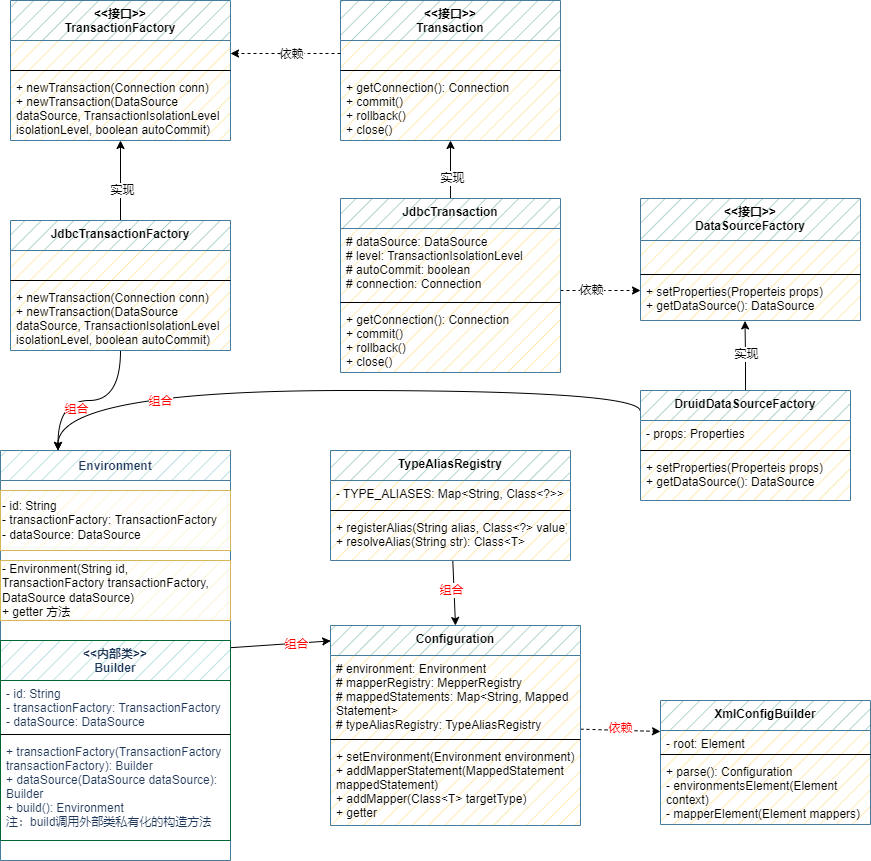 <<接口>>
TransactionFactory
+ newTransaction(Connection conn)
+ newTransaction(DataSource
dataSource, TransactionIsolationLevel
isolationLevel, boolean autoCommit)
<<接口>>
Transaction
+ getConnection(): Connection
+ commit()
+ rollback()
+ close()
依赖
实现
实现
JdbcTransactionFactory
+ newTransaction(Connection conn)
+ newTransaction(DataSource
dataSource, TransactionIsolationLevel
isolationLevel, boolean autoCommit)
JdbcTransaction
# dataSource: DataSource
# level: TransactionIsolationLevel
# autoCommit: boolean
# connection: Connection
+ getConnection(): Connection
+ commit()
+ rollback()
+ close()
依赖
<<接口>>
DataSourceFactory
+ setProperties(Properteis props)
+ getDataSource(): DataSource
实现
组合
组合
DruidDataSourceFactory
- props: Properties
+ setProperties(Properteis props)
+ getDataSource(): DataSource
Environment
- id: String
- transactionFactory: TransactionFactory
- dataSource: DataSource
- Environment(String id,
TransactionFactory transactionFactory,
DataSource dataSource)
+ getter 方法
<<内部类>>
Builder
- id: String
- transactionFactory: TransactionFactory
- dataSource: DataSource
+ transactionFactory(TransactionFactory
transactionFactory): Builder
+ dataSource(DataSource dataSource):
Builder
+ build(): Environment
注：build调用外部类私有化的构造方法
TypeAliasRegistry
- TYPE_ALIASES: Map<String, Class<?>>
+ registerAlias(String alias, Class<?> value)
+ resolveAlias(String str): Class<T>
组合
组合
Configuration
# environment: Environment
# mapperRegistry: MepperRegistry
# mappedStatements: Map<String, Mapped
Statement>
# typeAliasRegistry: TypeAliasRegistry
+ setEnvironment(Environment environment)
+ addMapperStatement(MappedStatement
mappedStatement)
+ addMapper(Class<T> targetType)
+ getter
依赖
XmlConfigBuilder
- root: Element
+ parse(): Configuration
- environmentsElement(Element
context)
- mapperElement(Element mappers)